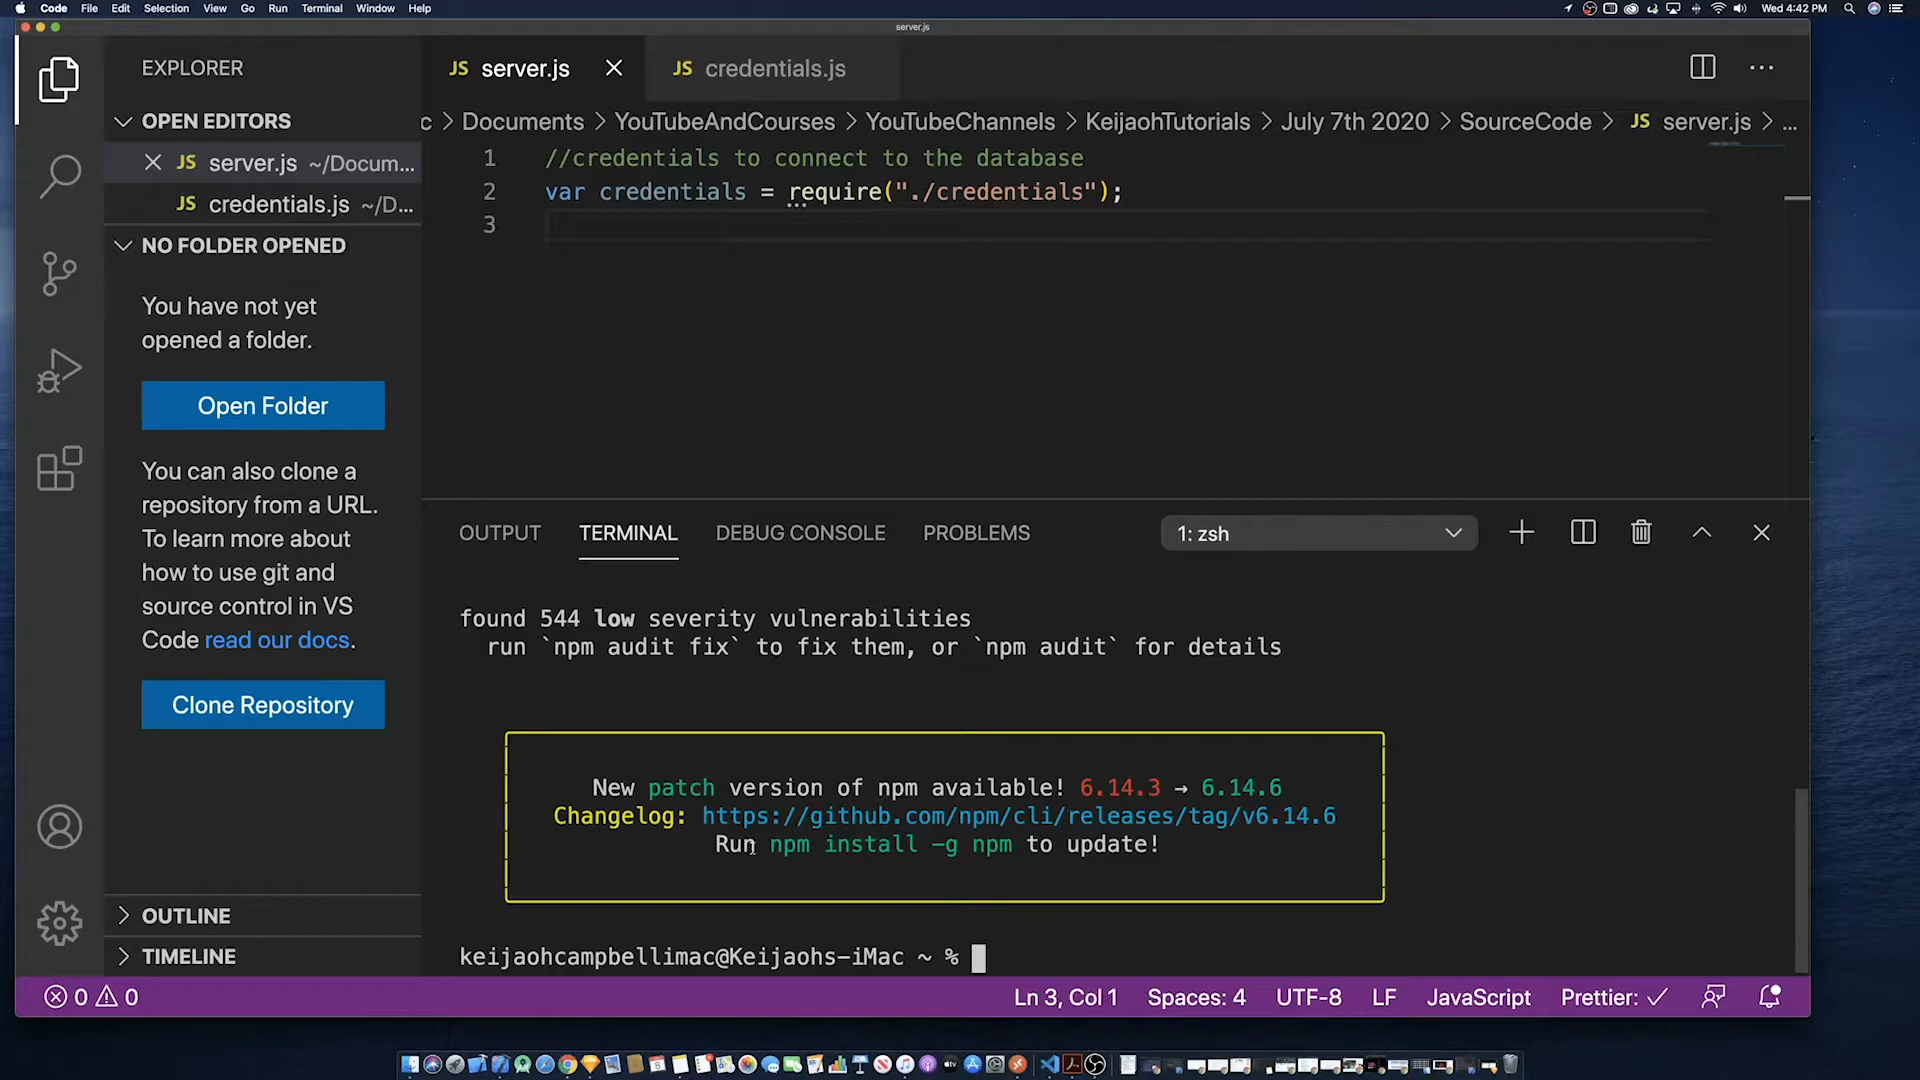 Code File Edit Selection View Go Run Terminal Window Help
Wed 4:42 PM
server.js
EXPLORER
OPEN EDITORS
JS server.js ~/Docum...
JS credentials.js ~/D...
NO FOLDER OPENED
You have not yet
opened a folder.
Open Folder
You can also clone a
repository from a URL.
To learn more about
how to use git and
source control in VS
Code read our docs.
Clone Repository
OUTLINE
TIMELINE
JS server.js
JS credentials.js
c > Documents > YouTubeAndCourses > YouTubeChannels > KeijaohTutorials > July 7th 2020 > SourceCode > JS server.js > ...
1 //credentials to connect to the database
2 var credentials = require("./credentials");
3
OUTPUT TERMINAL DEBUG CONSOLE PROBLEMS
1: zsh
found 544 low severity vulnerabilities
run `npm audit fix` to fix them, or `npm audit` for details
New patch version of npm available! 6.14.3 → 6.14.6
Changelog: https://github.com/npm/cli/releases/tag/v6.14.6
Run npm install -g npm to update!
keijaohcampbellimac@Keijaohs-iMac ~ %
0 0
Ln 3, Col 1 Spaces: 4 UTF-8 LF JavaScript Prettier: ✓